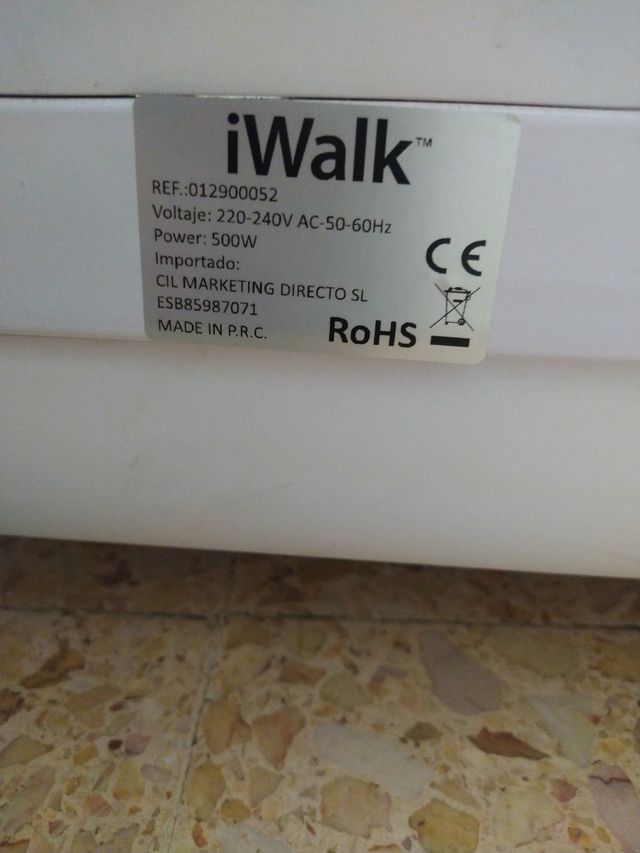 iWalk™
REF.:012900052
Voltaje: 220-240V AC-50-60Hz
Power: 500W
Importado:
CIL MARKETING DIRECTO SL
ESB85987071
MADE IN P.R.C.
CE
RoHS